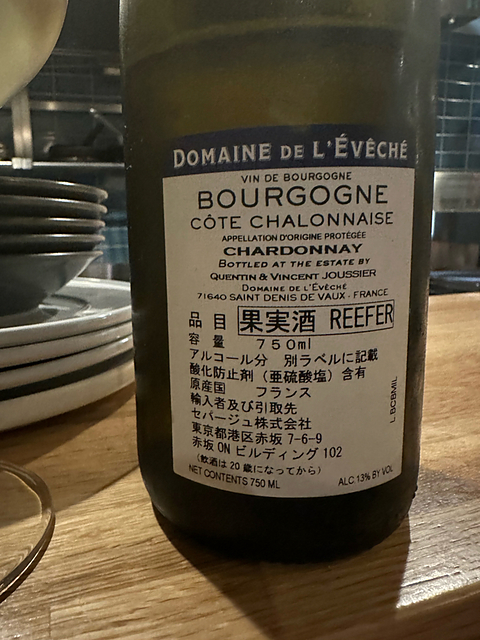 DOMAINE DE L'ÉVÊCHÉ
VIN DE BOURGOGNE
BOURGOGNE
CÔTE CHALONNAISE
APPELLATION D'ORIGINE PROTÉGÉE
CHARDONNAY
BOTTLED AT THE ESTATE BY
QUENTIN & VINCENT JOUSSIER
DOMAINE DE L'ÉVÊCHÉ
71640 SAINT DENIS DE VAUX - FRANCE
品目 果実酒 REEFER
容量 750ml
アルコール分 別ラベルに記載
酸化防止剤（亜硫酸塩）含有
原産国 フランス
輸入者及び引取先
セパージュ株式会社
東京都港区赤坂 7-6-9
赤坂 ON ビルディング 102
（飲酒は 20 歳になってから）
NET CONTENTS 750 ML ALC 13% BY VOL
L.BCBMIL